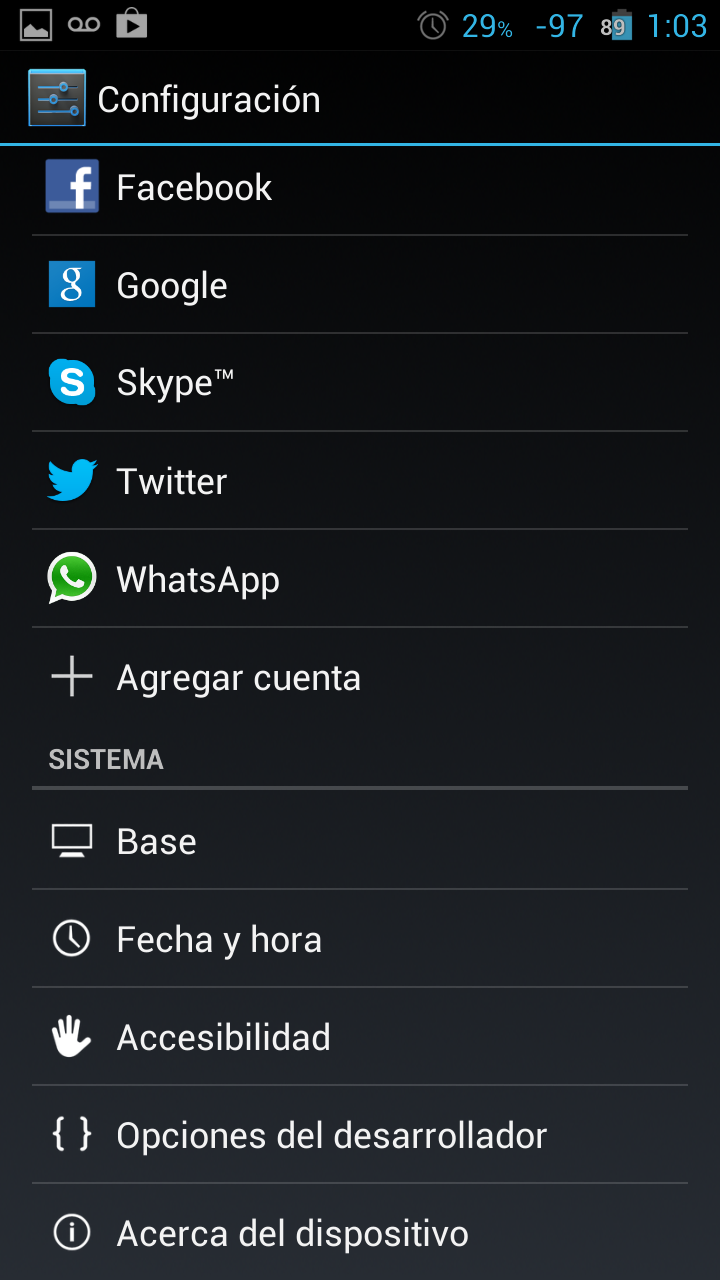 29% -97 89 1:03
Configuración
Facebook
Google
Skype™
Twitter
WhatsApp
Agregar cuenta
SISTEMA
Base
Fecha y hora
Accesibilidad
Opciones del desarrollador
Acerca del dispositivo